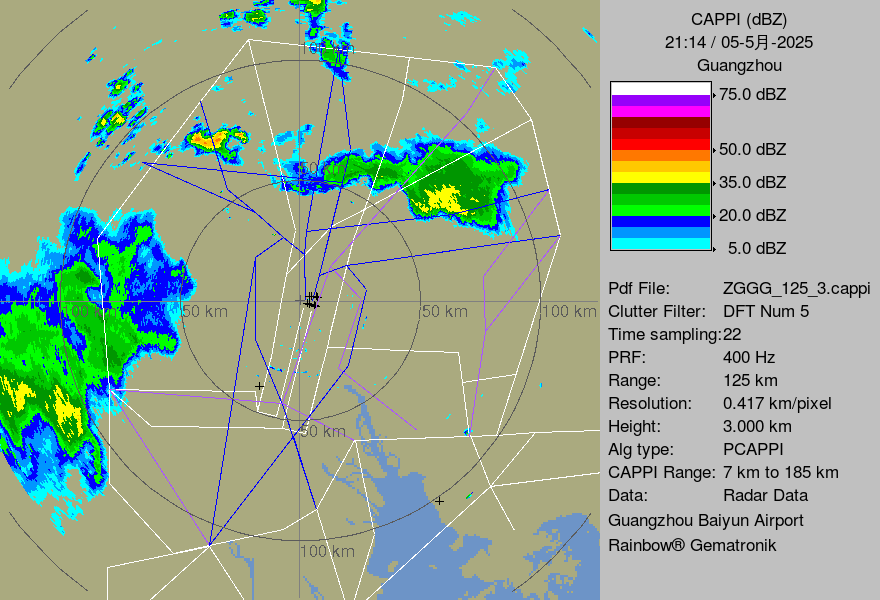 CAPPI (dBZ)
21:14 / 05-5月-2025
Guangzhou
75.0 dBZ
50.0 dBZ
35.0 dBZ
20.0 dBZ
5.0 dBZ
Pdf File: ZGGG_125_3.cappi
Clutter Filter: DFT Num 5
Time sampling:22
PRF: 400 Hz
Range: 125 km
Resolution: 0.417 km/pixel
Height: 3.000 km
Alg type: PCAPPI
CAPPI Range: 7 km to 185 km
Data: Radar Data
Guangzhou Baiyun Airport
Rainbow® Gematronik
100 km
50 km
100 km
50 km
50 km
100 km
50 km
100 km